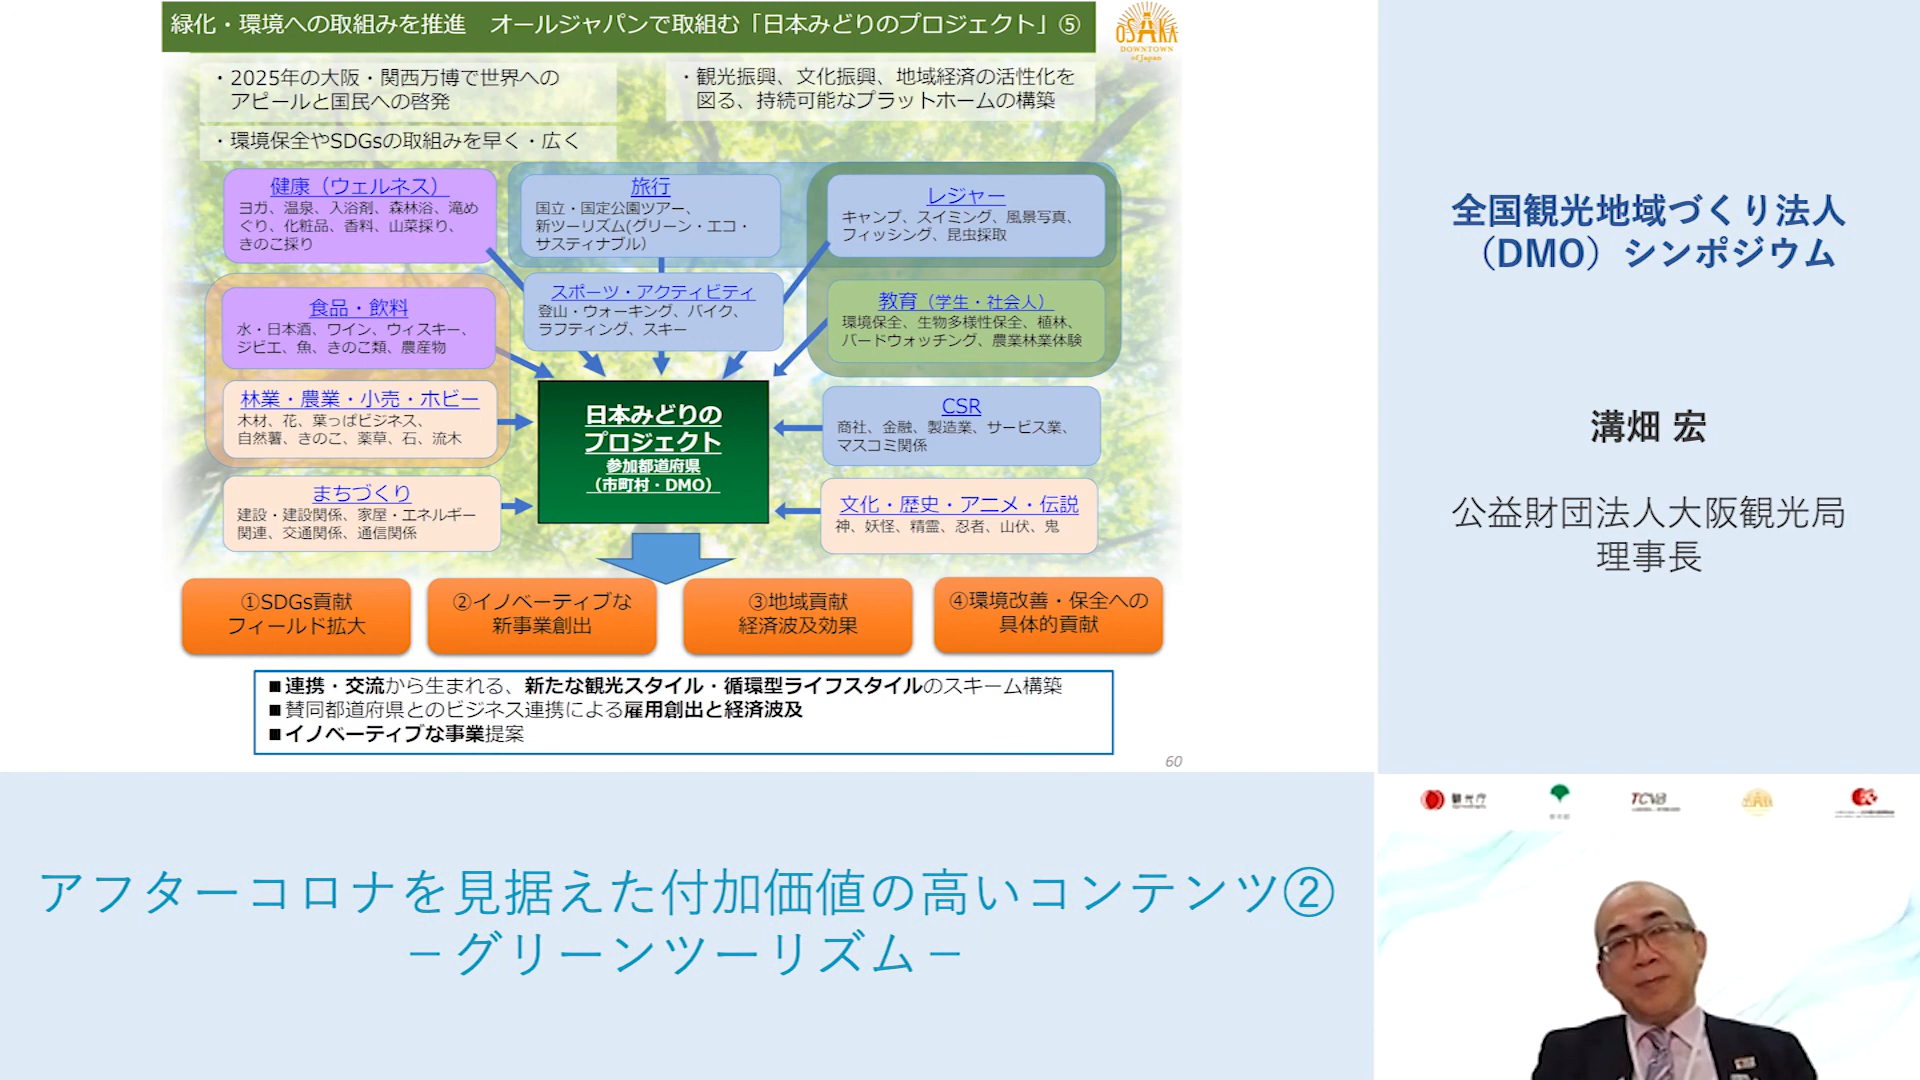 緑化・環境への取組みを推進　オールジャパンで取組む「日本みどりのプロジェクト」⑤
OSAKA
DOWNTOWN
of Japan
・2025年の大阪・関西万博で世界への
アピールと国民への啓発
・環境保全やSDGsの取組みを早く・広く
・観光振興、文化振興、地域経済の活性化を
図る、持続可能なプラットホームの構築
健康（ウェルネス）
ヨガ、温泉、入浴剤、森林浴、滝め
ぐり、化粧品、香料、山菜採り、
きのこ採り
旅行
国立・国定公園ツアー、
新ツーリズム(グリーン・エコ・
サスティナブル）
レジャー
キャンプ、スイミング、風景写真、
フィッシング、昆虫採取
食品・飲料
水・日本酒、ワイン、ウィスキー、
ジビエ、魚、きのこ類、農産物
スポーツ・アクティビティ
登山・ウォーキング、バイク、
ラフティング、スキー
教育（学生・社会人）
環境保全、生物多様性保全、植林、
バードウォッチング、農業林業体験
林業・農業・小売・ホビー
木材、花、葉っぱビジネス、
自然薯、きのこ、薬草、石、流木
日本みどりの
プロジェクト
参加都道府県
（市町村・DMO）
CSR
商社、金融、製造業、サービス業、
マスコミ関係
まちづくり
建設・建設関係、家屋・エネルギー
関連、交通関係、通信関係
文化・歴史・アニメ・伝説
神、妖怪、精霊、忍者、山伏、鬼
①SDGs貢献
フィールド拡大
②イノベーティブな
新事業創出
③地域貢献
経済波及効果
④環境改善・保全への
具体的貢献
■連携・交流から生まれる、新たな観光スタイル・循環型ライフスタイルのスキーム構築
■賛同都道府県とのビジネス連携による雇用創出と経済波及
■イノベーティブな事業提案
60
全国観光地域づくり法人
（DMO）シンポジウム
溝畑 宏
公益財団法人大阪観光局
理事長
アフターコロナを見据えた付加価値の高いコンテンツ②
－グリーンツーリズム－
観光庁
TCVB